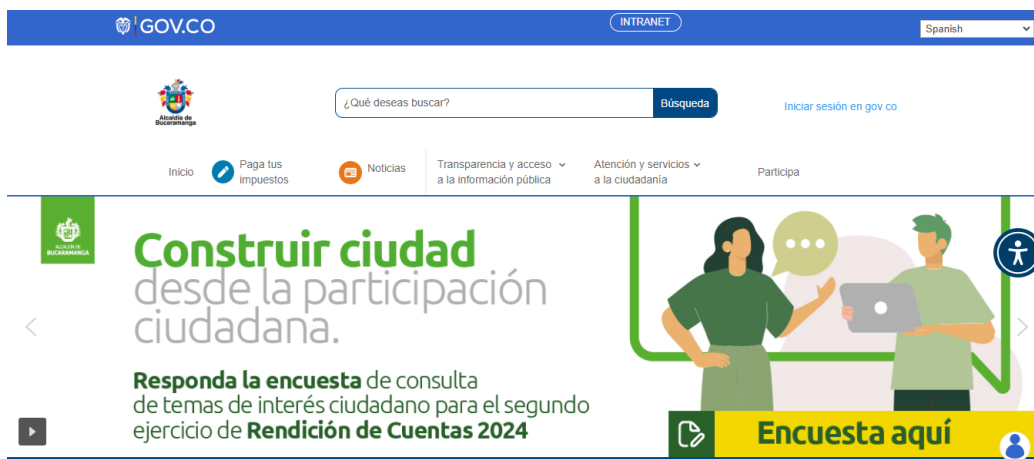 GOV.CO
INTRANET
Spanish
Alcaldía de
Bucaramanga
¿Qué deseas buscar?
Búsqueda
Iniciar sesión en gov co
Inicio
Paga tus
impuestos
Noticias
Transparencia y acceso
a la información pública
Atención y servicios
a la ciudadanía
Participa
ALCALDÍA DE
BUCARAMANGA
Construir ciudad
desde la participación
ciudadana.
Responda la encuesta de consulta
de temas de interés ciudadano para el segundo
ejercicio de Rendición de Cuentas 2024
Encuesta aquí